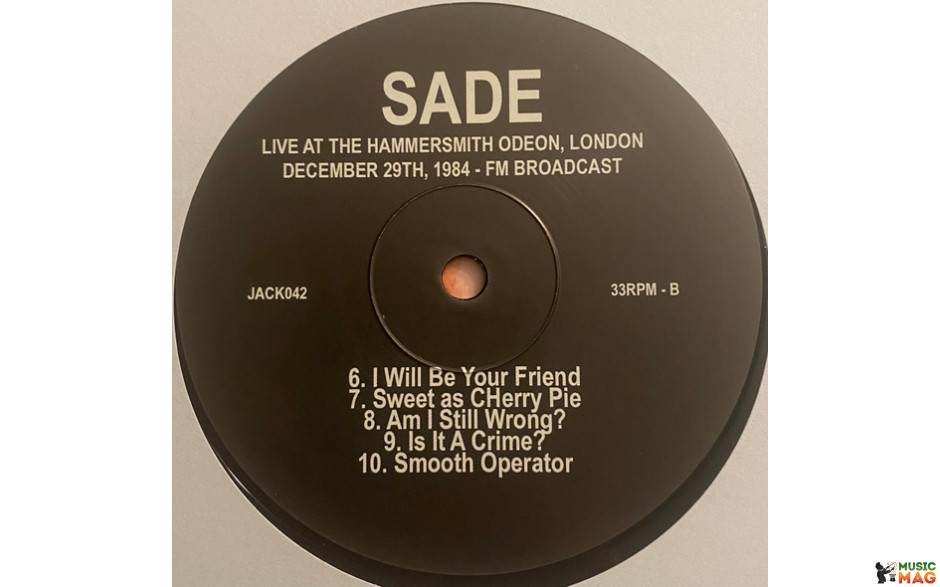 SADE
LIVE AT THE HAMMERSMITH ODEON, LONDON
DECEMBER 29TH, 1984 - FM BROADCAST
JACK042
33RPM - B
6. I Will Be Your Friend
7. Sweet as CHerry Pie
8. Am I Still Wrong?
9. Is It A Crime?
10. Smooth Operator
MUSIC
MAG